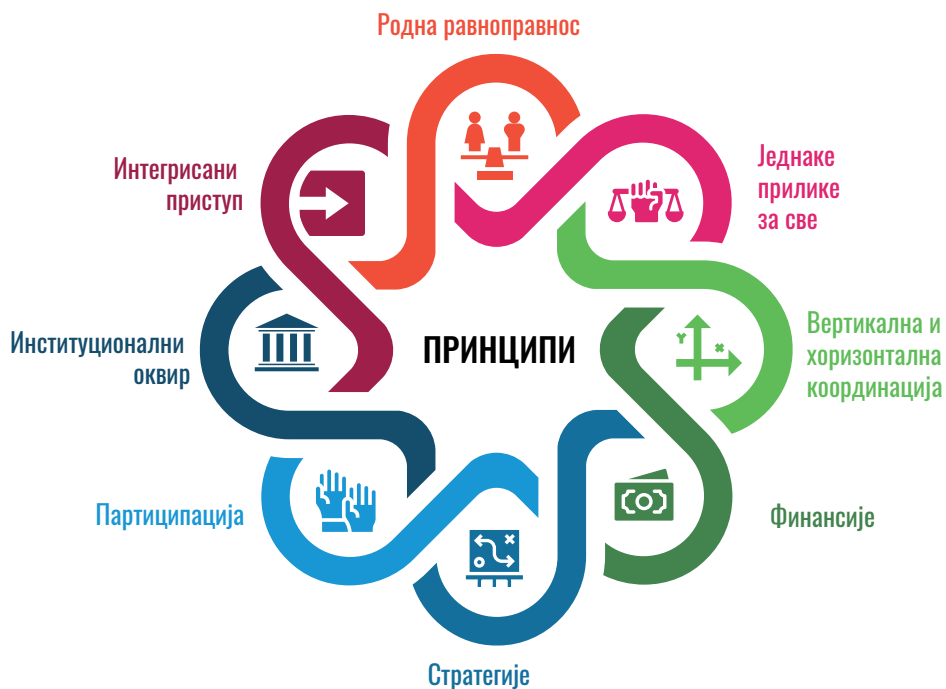 Родна равноправнос
Једнаке
прилике
за све
Вертикална и
хоризонтална
координација
Финансије
Стратегије
Партиципација
Институционални
оквир
Интегрисани
приступ
ПРИНЦИПИ
Y
X